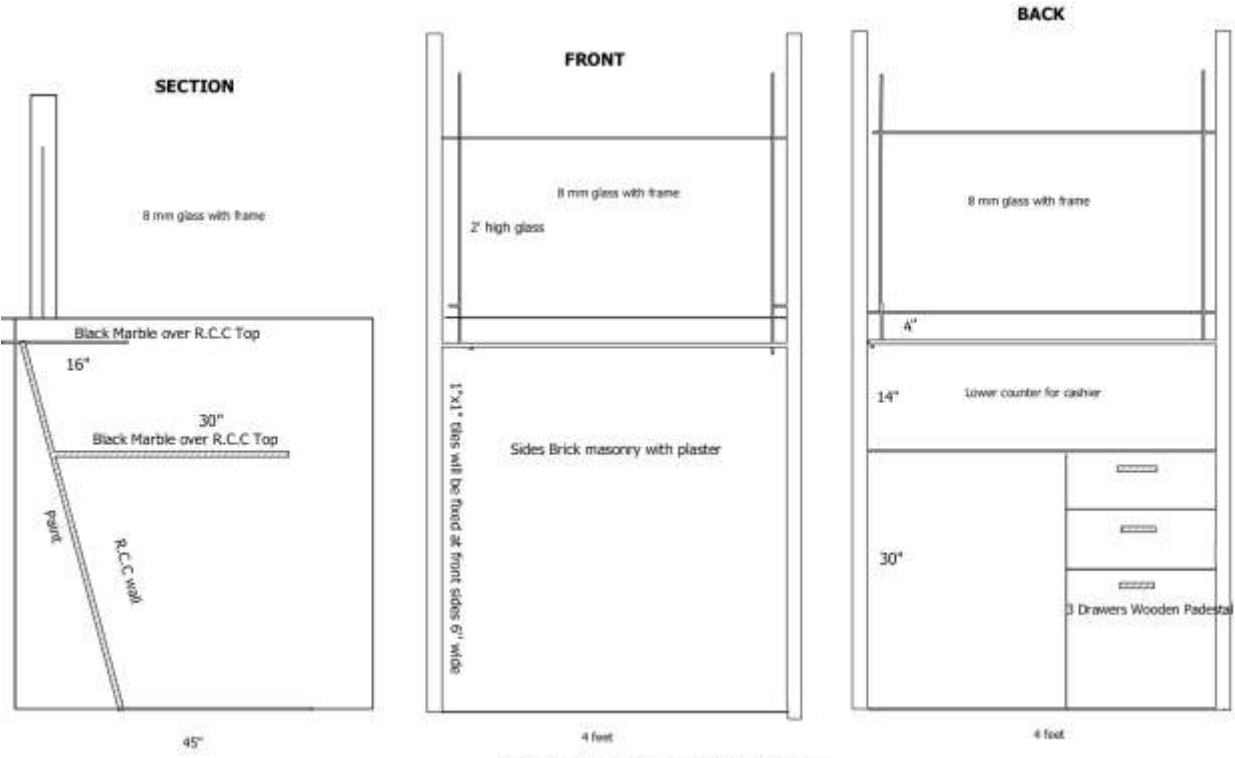 SECTION
8 mm glass with frame
Black Marble over R.C.C Top
16"
30"
Black Marble over R.C.C Top
Paint
R.C.C wall
45"
FRONT
8 mm glass with frame
2' high glass
1"x1" tiles will be fixed at front sides 6" wide
Sides Brick masonry with plaster
4 feet
BACK
8 mm glass with frame
4"
14"
Lower counter for cashier
30"
3 Drawers Wooden Padestal
4 feet